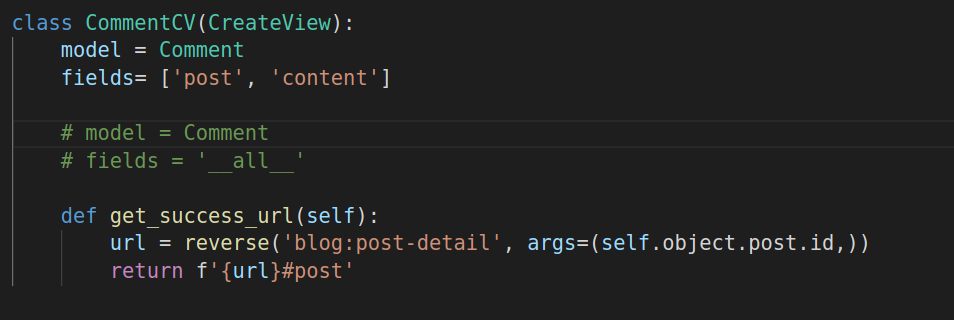 class CommentCV(CreateView):
    model = Comment
    fields= ['post', 'content']
    # model = Comment
    # fields = '__all__'
    def get_success_url(self):
        url = reverse('blog:post-detail', args=(self.object.post.id,))
        return f'{url}#post'